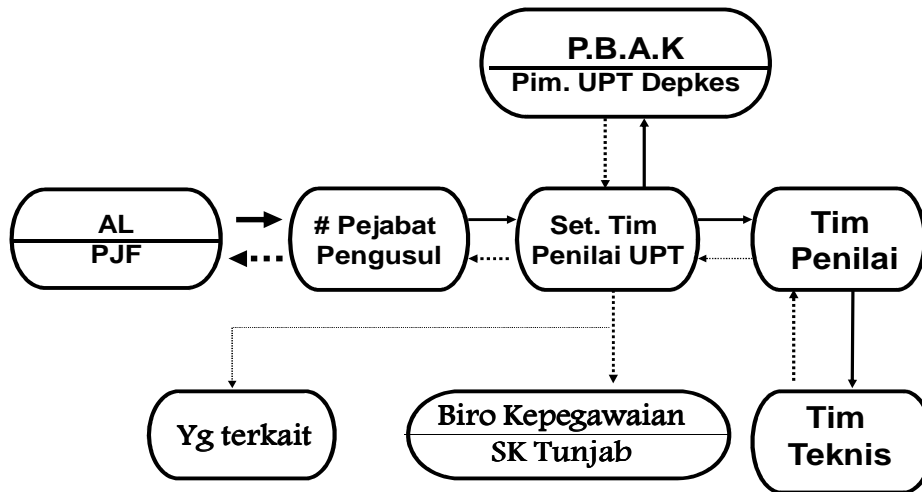 P.B.A.K
Pim. UPT Depkes
AL
PJF
# Pejabat
Pengusul
Set. Tim
Penilai UPT
Tim
Penilai
Yg terkait
Biro Kepegawaian
SK Tunjab
Tim
Teknis